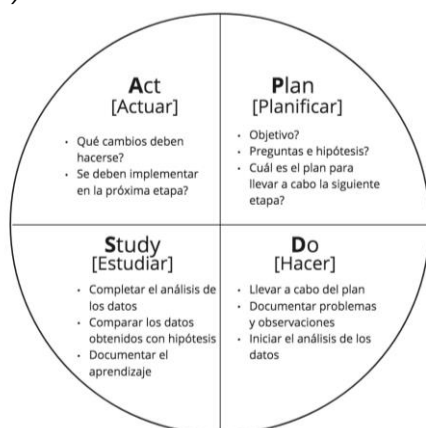 Act
[Actuar]
• Qué cambios deben
hacerse?
• Se deben implementar
en la próxima etapa?
Plan
[Planificar]
• Objetivo?
• Preguntas e hipótesis?
• Cuál es el plan para
llevar a cabo la siguiente
etapa?
Study
[Estudiar]
• Completar el análisis de
los datos
• Comparar los datos
obtenidos con hipótesis
• Documentar el
aprendizaje
Do
[Hacer]
• Llevar a cabo del plan
• Documentar problemas
y observaciones
• Iniciar el análisis de los
datos